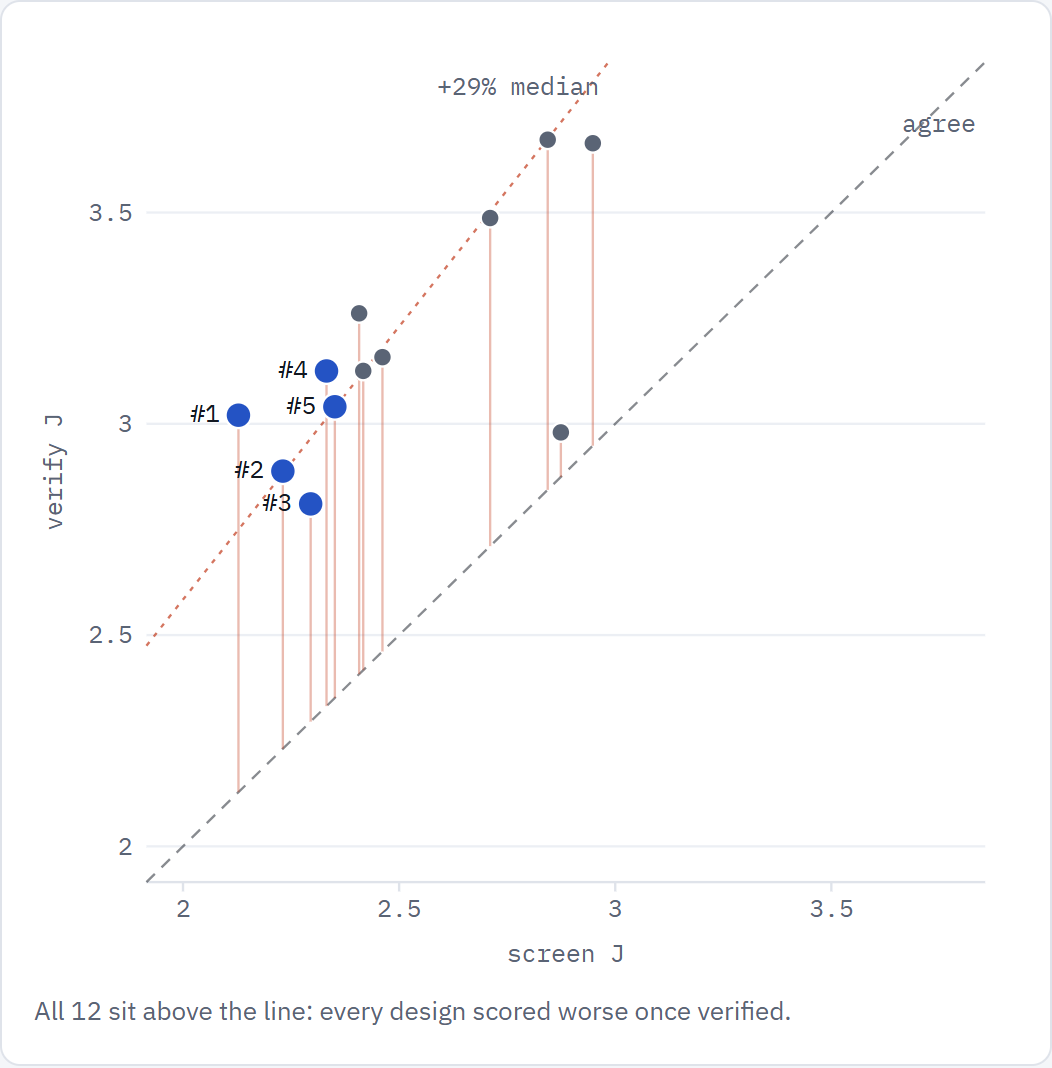 +29% median
agree
3.5
#4
#5
#1
3
#2
#3
verify J
2.5
2
2 2.5 3 3.5
screen J
All 12 sit above the line: every design scored worse once verified.